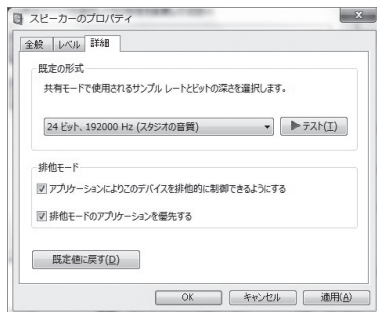 スピーカーのプロパティ
x
全般 レベル 詳細
既定の形式
共有モードで使用されるサンプル レートとビットの深さを選択します。
24 ビット、192000 Hz (スタジオの音質) ▶ テスト(T)
排他モード
アプリケーションによりこのデバイスを排他的に制御できるようにする
排他モードのアプリケーションを優先する
既定値に戻す(D)
OK キャンセル 適用(A)